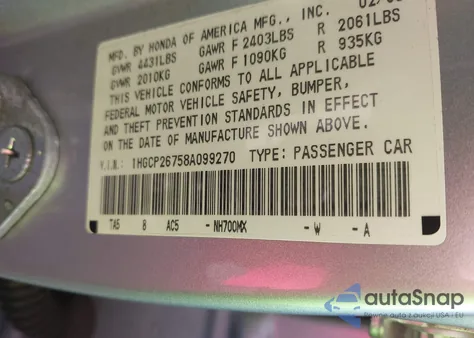 MFD. BY HONDA OF AMERICA MFG., INC.
GVWR 4431LBS GAWR F 2403LBS R 2061LBS
GVWR 2010KG GAWR F 1090KG R 935KG
THIS VEHICLE CONFORMS TO ALL APPLICABLE
FEDERAL MOTOR VEHICLE SAFETY, BUMPER,
AND THEFT PREVENTION STANDARDS IN EFFECT
ON THE DATE OF MANUFACTURE SHOWN ABOVE.
V.I.N.: 1HGCP26758A099270 TYPE: PASSENGER CAR
TA5 8 AC5 - NH700MX - W - A
autoSnap